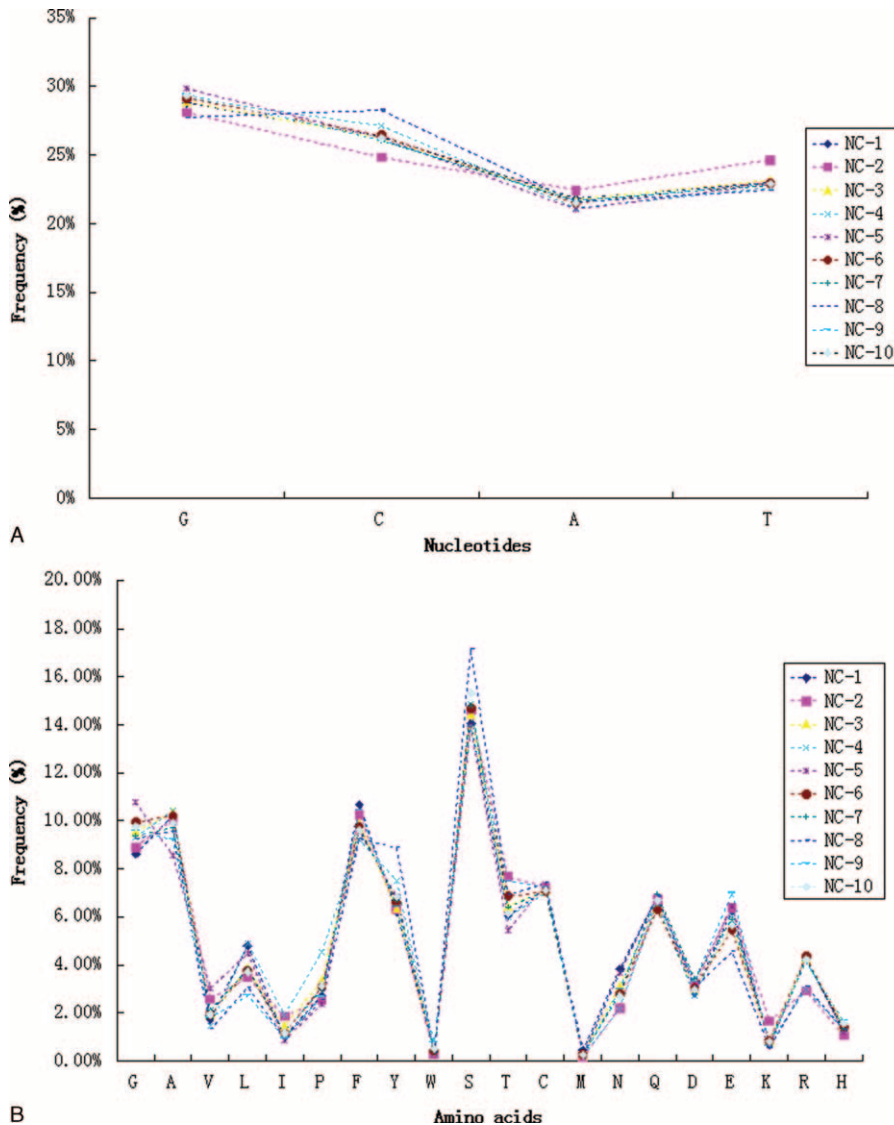 35%
30%
25%
20%
15%
10%
5%
0%
Frequency (%)
G C A T
Nucleotides
NC-1
NC-2
NC-3
NC-4
NC-5
NC-6
NC-7
NC-8
NC-9
NC-10
A
20.00%
18.00%
16.00%
14.00%
12.00%
10.00%
8.00%
6.00%
4.00%
2.00%
0.00%
Frequency (%)
G A V L I P F Y W S T C M N Q D E K R H
Amino acids
NC-1
NC-2
NC-3
NC-4
NC-5
NC-6
NC-7
NC-8
NC-9
NC-10
B